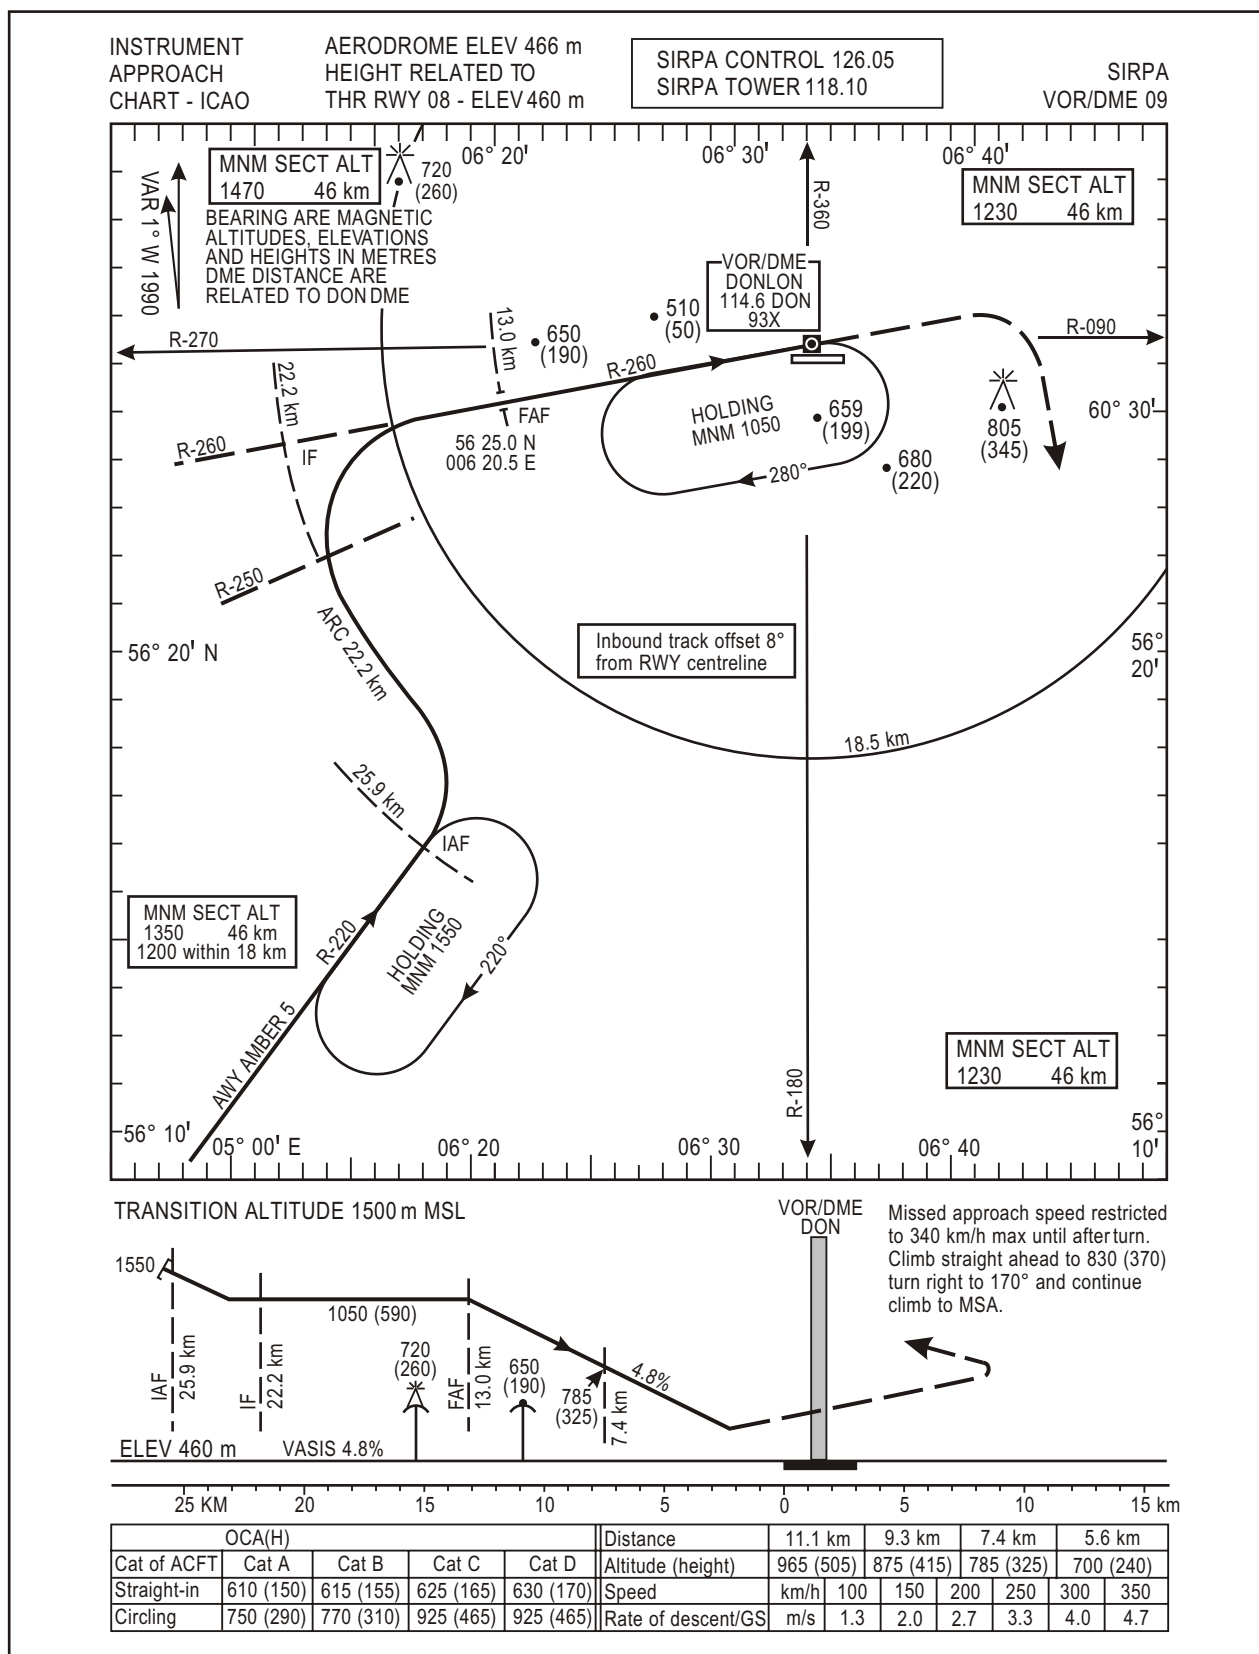 INSTRUMENT
APPROACH
CHART - ICAO
AERODROME ELEV 466 m
HEIGHT RELATED TO
THR RWY 08 - ELEV 460 m
SIRPA CONTROL 126.05
SIRPA TOWER 118.10
SIRPA
VOR/DME 09
06° 20'
06° 30'
06° 40'
VAR 1° W 1990
MNM SECT ALT
1470 46 km
720
(260)
BEARING ARE MAGNETIC
ALTITUDES, ELEVATIONS
AND HEIGHTS IN METRES
DME DISTANCE ARE
RELATED TO DON DME
R-360
MNM SECT ALT
1230 46 km
VOR/DME
DONLON
114.6 DON
93X
510
(50)
13.0 km
650
(190)
R-270
R-090
22.2 km
R-260
R-260
IF
FAF
56 25.0 N
006 20.5 E
HOLDING
MNM 1050
659
(199)
805
(345)
60° 30'
280°
680
(220)
R-250
ARC 22.2 km
56° 20' N
Inbound track offset 8°
from RWY centreline
56°
20'
18.5 km
25.9 km
IAF
MNM SECT ALT
1350 46 km
1200 within 18 km
R-220
HOLDING
MNM 1550
220°
AWY AMBER 5
MNM SECT ALT
1230 46 km
R-180
56° 10'
05° 00' E
06° 20
06° 30
06° 40
56°
10'
TRANSITION ALTITUDE 1500 m MSL
VOR/DME
DON
Missed approach speed restricted
to 340 km/h max until after turn.
Climb straight ahead to 830 (370)
turn right to 170° and continue
climb to MSA.
1550
1050 (590)
IAF
25.9 km
IF
22.2 km
720
(260)
FAF
13.0 km
650
(190)
785
(325)
7.4 km
4.8%
ELEV 460 m VASIS 4.8%
25 KM 20 15 10 5 0 5 10 15 km
OCA(H) Distance 11.1 km 9.3 km 7.4 km 5.6 km
Cat of ACFT Cat A Cat B Cat C Cat D Altitude (height) 965 (505) 875 (415) 785 (325) 700 (240)
Straight-in 610 (150) 615 (155) 625 (165) 630 (170) Speed km/h 100 150 200 250 300 350
Circling 750 (290) 770 (310) 925 (465) 925 (465) Rate of descent/GS m/s 1.3 2.0 2.7 3.3 4.0 4.7